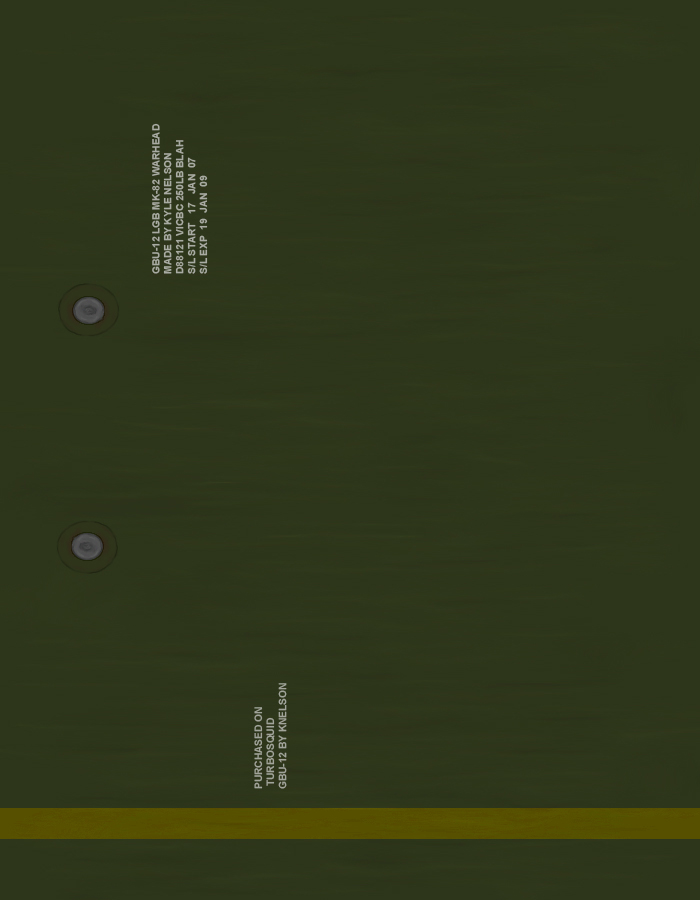 GBU-12 LGB MK-82 WARHEAD
MADE BY KYLE NELSON
D88121 VICBC 250LB BLAH
S/L START 17 JAN 07
S/L EXP 19 JAN 09
PURCHASED ON
TURBOSQUID
GBU-12 BY KNELSON